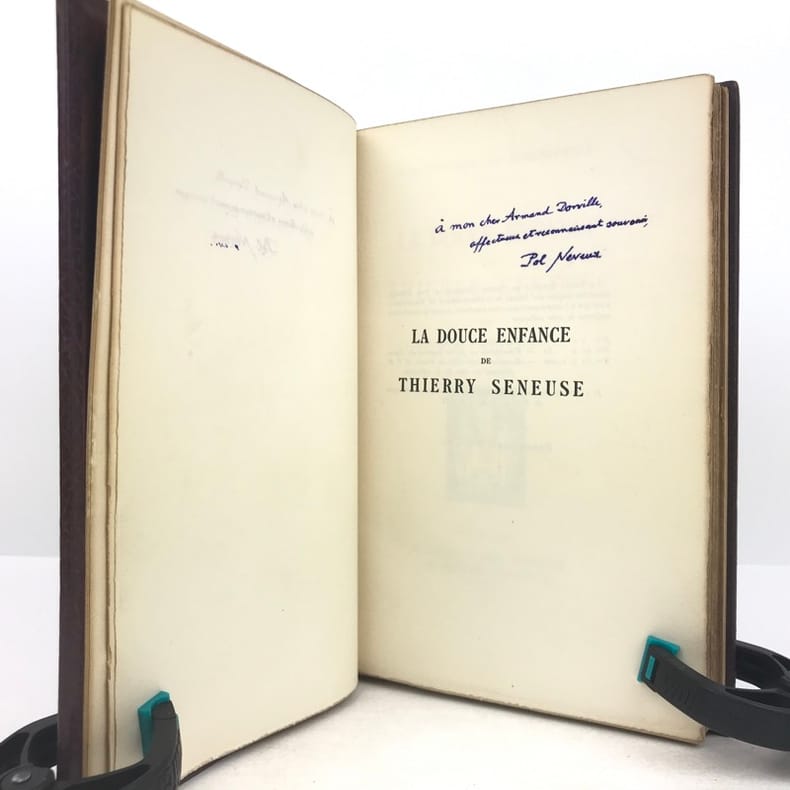 à mon cher Armand Dorville,
affectueux et reconnaissant souvenir,
Pol Neveux
LA DOUCE ENFANCE
DE
THIERRY SENEUSE